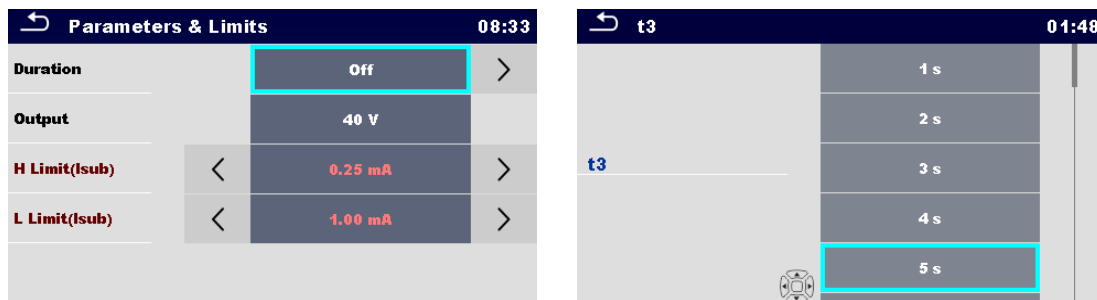 Parameters & Limits 08:33
Duration Off
Output 40 V
H Limit(Isub) 0.25 mA
L Limit(Isub) 1.00 mA
t3 01:48
1 s
2 s
t3 3 s
4 s
5 s